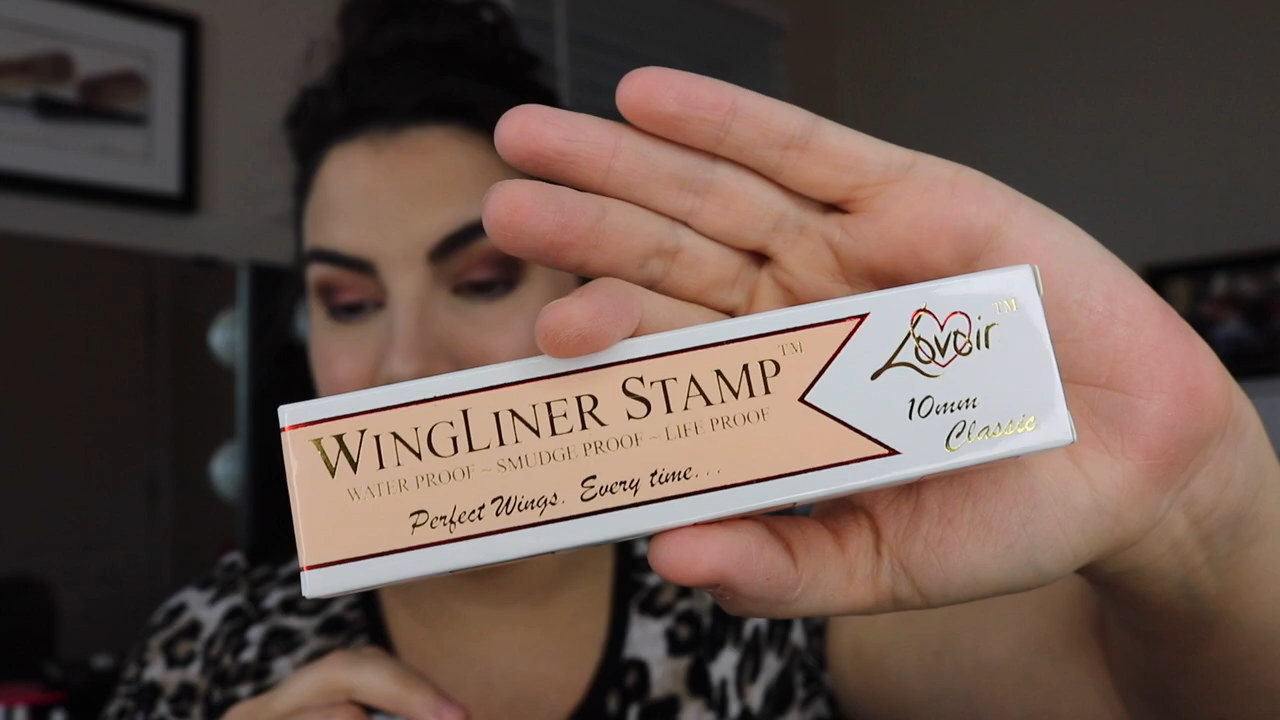 WINGLINER STAMP™
WATER PROOF ~ SMUDGE PROOF ~ LIFE PROOF
Perfect Wings. Every time...
Lovoir™
10mm
Classic